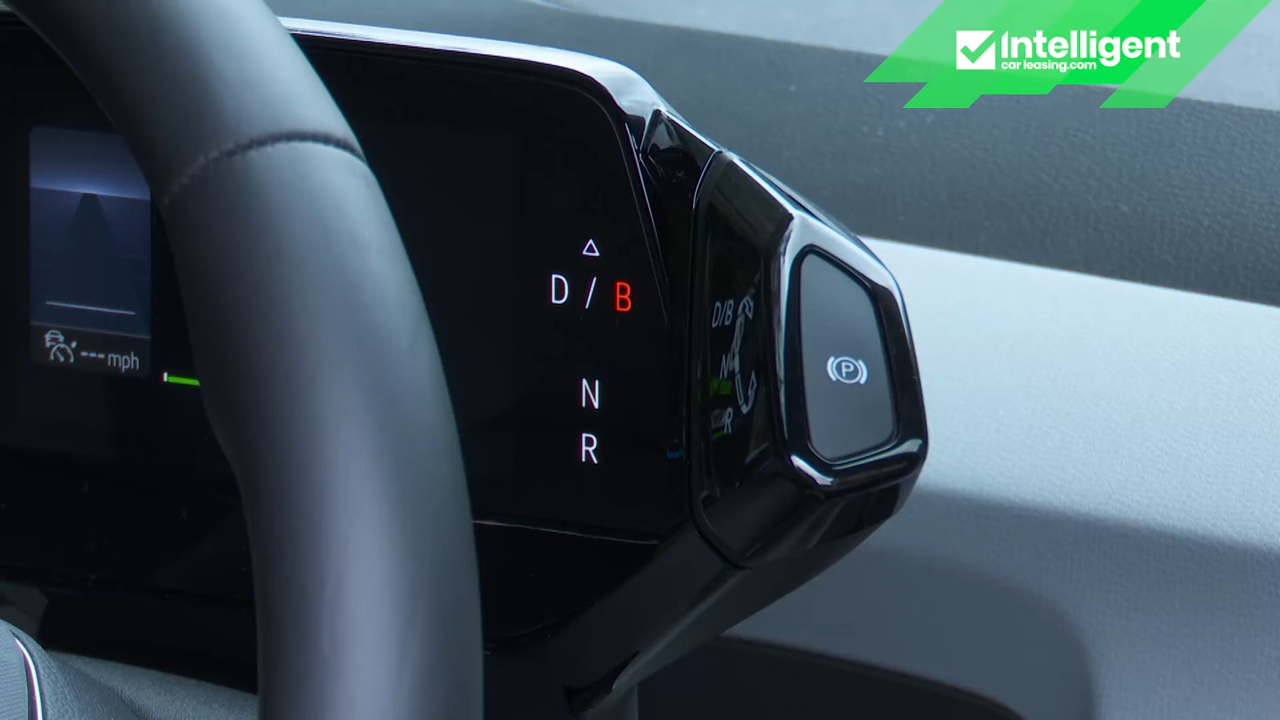 Intelligent
carleasing.com
D / B
N
R
D/B
N
R
P
--- mph